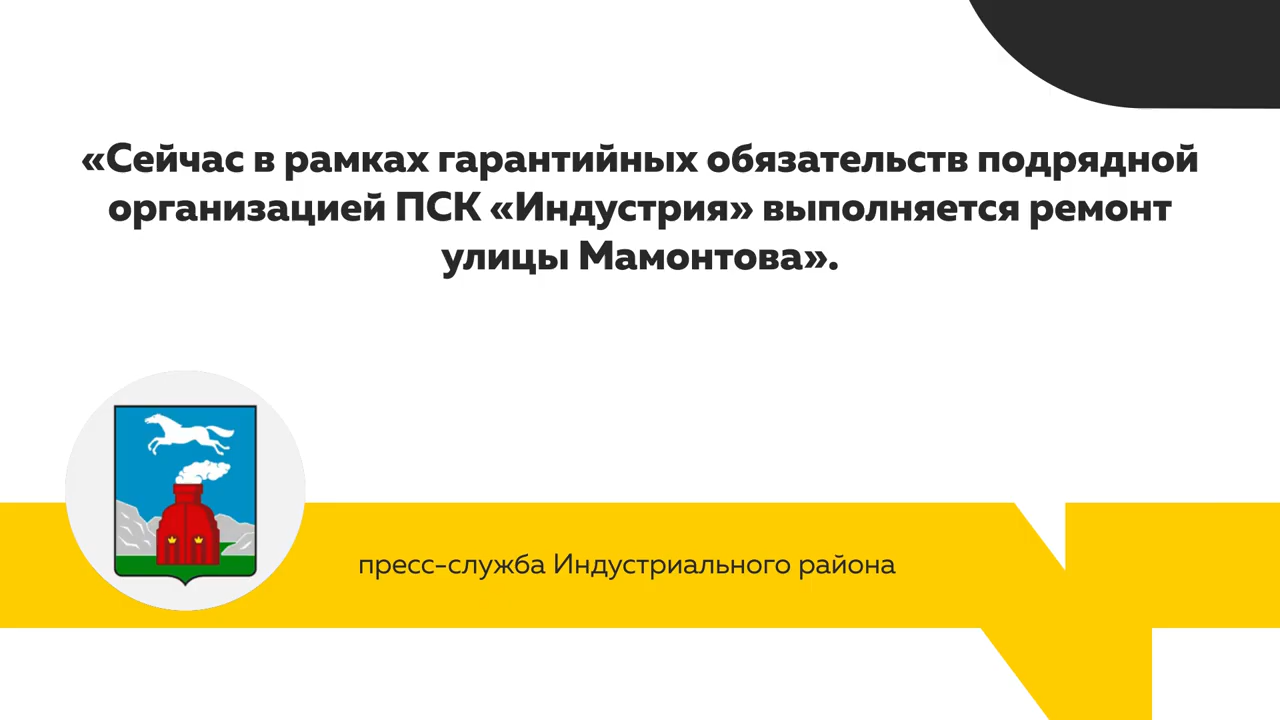 «Сейчас в рамках гарантийных обязательств подрядной
организацией ПСК «Индустрия» выполняется ремонт
улицы Мамонтова».
пресс-служба Индустриального района